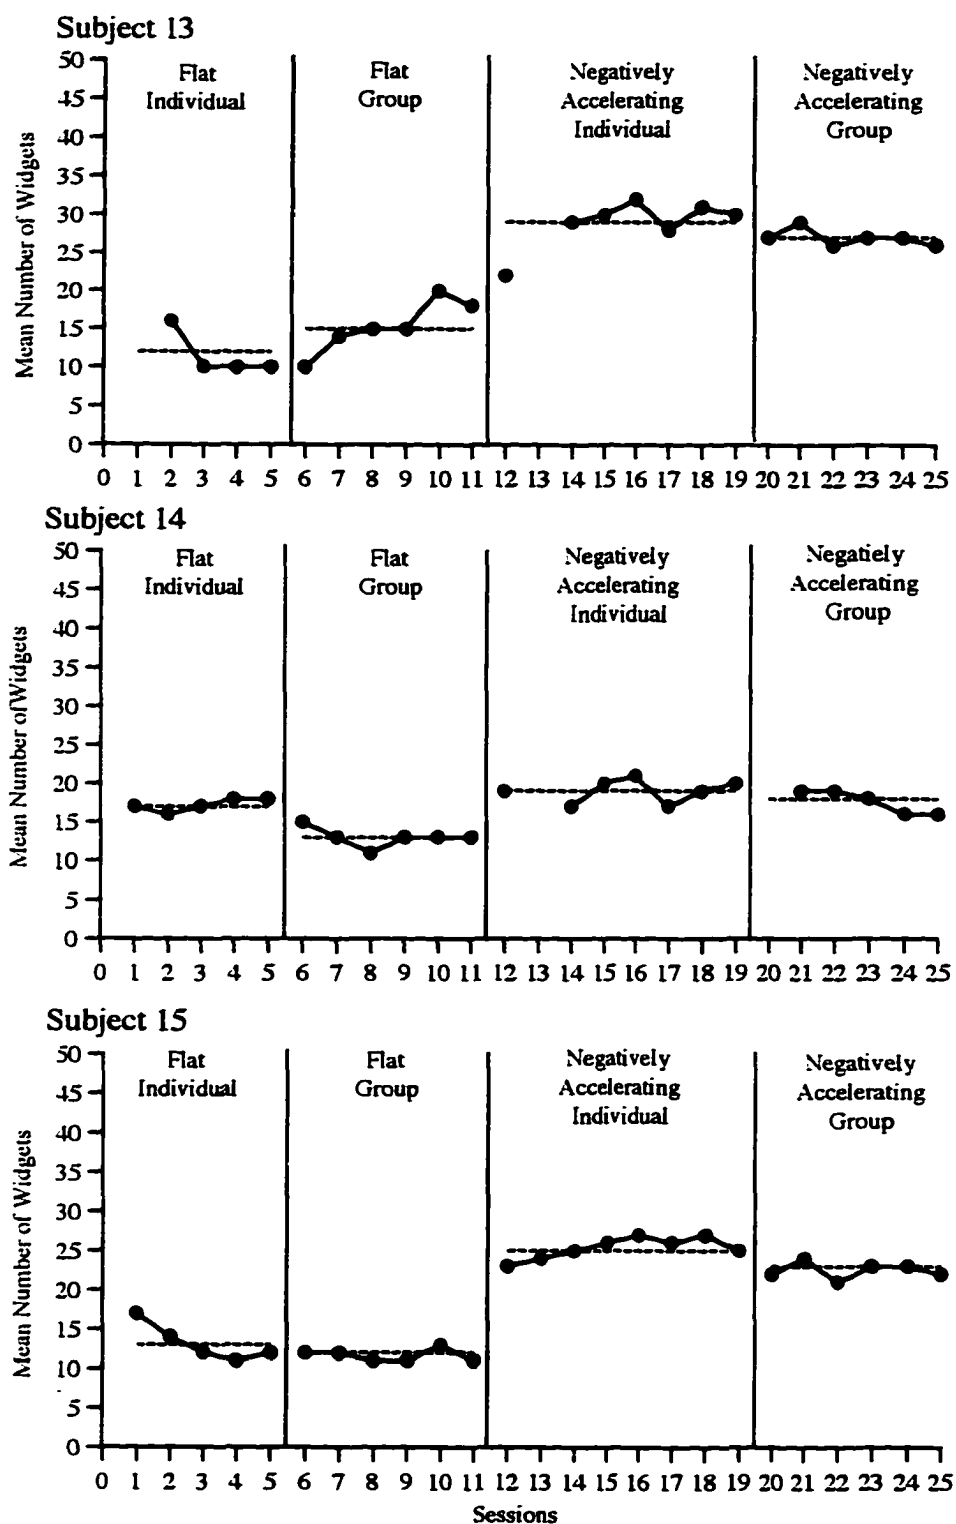 Subject 13
Flat
Individual
Flat
Group
Negatively
Accelerating
Individual
Negatively
Accelerating
Group
Mean Number of Widgets
50
45
40
35
30
25
20
15
10
5
0
0 1 2 3 4 5 6 7 8 9 10 11 12 13 14 15 16 17 18 19 20 21 22 23 24 25
Subject 14
Flat
Individual
Flat
Group
Negatively
Accelerating
Individual
Negatiely
Accelerating
Group
Mean Number of Widgets
50
45
40
35
30
25
20
15
10
5
0
0 1 2 3 4 5 6 7 8 9 10 11 12 13 14 15 16 17 18 19 20 21 22 23 24 25
Subject 15
Flat
Individual
Flat
Group
Negatively
Accelerating
Individual
Negatively
Accelerating
Group
Mean Number of Widgets
50
45
40
35
30
25
20
15
10
5
0
0 1 2 3 4 5 6 7 8 9 10 11 12 13 14 15 16 17 18 19 20 21 22 23 24 25
Sessions